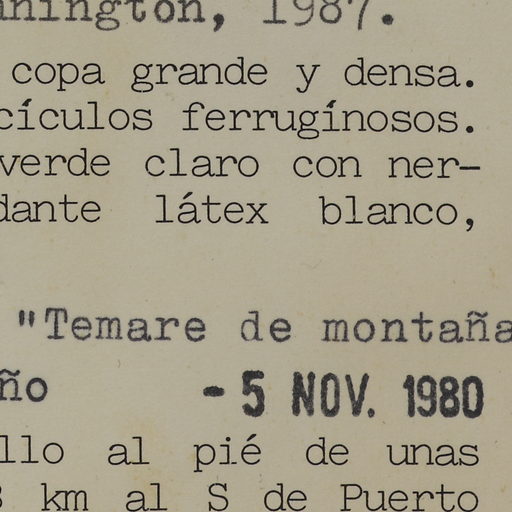 nington, 1987.
copa grande y densa.
cículos ferrugínosos.
verde claro con ner-
dante látex blanco,
"Temare de montaña
ño - 5 NOV. 1980
llo al pié de unas
km al S de Puerto